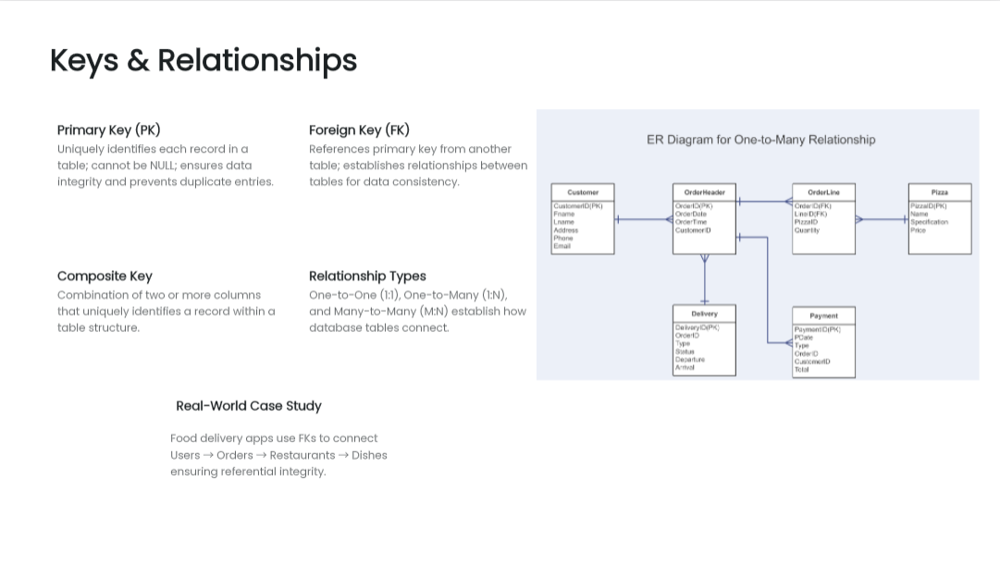 Keys & Relationships
Primary Key (PK)
Uniquely identifies each record in a
table; cannot be NULL; ensures data
integrity and prevents duplicate entries.
Foreign Key (FK)
References primary key from another
table; establishes relationships between
tables for data consistency.
Composite Key
Combination of two or more columns
that uniquely identifies a record within a
table structure.
Relationship Types
One-to-One (1:1), One-to-Many (1:N),
and Many-to-Many (M:N) establish how
database tables connect.
Real-World Case Study
Food delivery apps use FKs to connect
Users → Orders → Restaurants → Dishes
ensuring referential integrity.
ER Diagram for One-to-Many Relationship
Customer
CustomerID(PK)
Fname
Lname
Address
Phone
Email
OrderHeader
OrderID(PK)
OrderDate
OrderTime
CustomerID
OrderLine
OrderID(FK)
LineID(FK)
PizzaID
Quantity
Pizza
PizzaID(PK)
Name
Specification
Price
Delivery
DeliveryID(PK)
OrderID
Type
Status
Departure
Arrival
Payment
PaymentID(PK)
PDate
Type
OrderID
CustomerID
Total